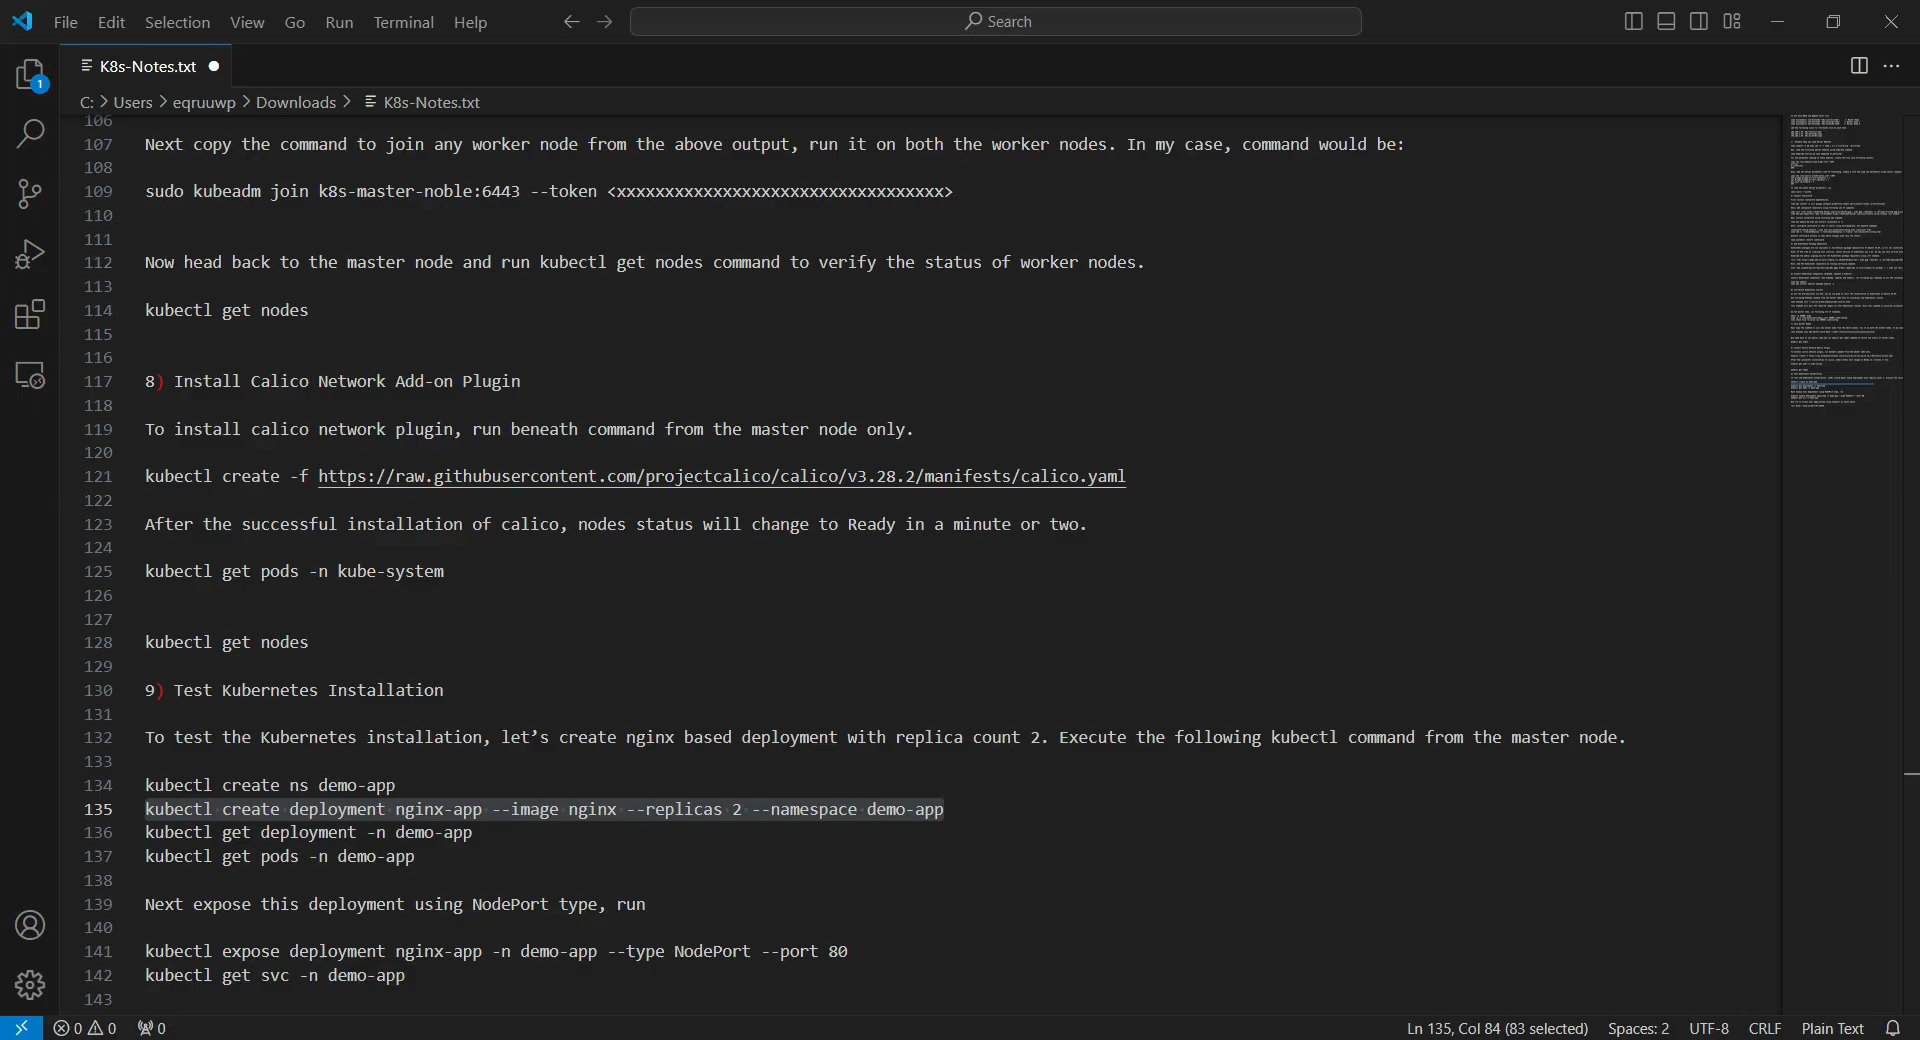 File Edit Selection View Go Run Terminal Help Search
1
K8s-Notes.txt
C: > Users > eqruuwp > Downloads > K8s-Notes.txt
106
107 Next copy the command to join any worker node from the above output, run it on both the worker nodes. In my case, command would be:
108
109 sudo kubeadm join k8s-master-noble:6443 --token <xxxxxxxxxxxxxxxxxxxxxxxxxxxxxxxxxx>
110
111
112 Now head back to the master node and run kubectl get nodes command to verify the status of worker nodes.
113
114 kubectl get nodes
115
116
117 8) Install Calico Network Add-on Plugin
118
119 To install calico network plugin, run beneath command from the master node only.
120
121 kubectl create -f https://raw.githubusercontent.com/projectcalico/calico/v3.28.2/manifests/calico.yaml
122
123 After the successful installation of calico, nodes status will change to Ready in a minute or two.
124
125 kubectl get pods -n kube-system
126
127
128 kubectl get nodes
129
130 9) Test Kubernetes Installation
131
132 To test the Kubernetes installation, let’s create nginx based deployment with replica count 2. Execute the following kubectl command from the master node.
133
134 kubectl create ns demo-app
135 kubectl create deployment nginx-app --image nginx --replicas 2 --namespace demo-app
136 kubectl get deployment -n demo-app
137 kubectl get pods -n demo-app
138
139 Next expose this deployment using NodePort type, run
140
141 kubectl expose deployment nginx-app -n demo-app --type NodePort --port 80
142 kubectl get svc -n demo-app
143
0 0 0 Ln 135, Col 84 (83 selected) Spaces: 2 UTF-8 CRLF Plain Text